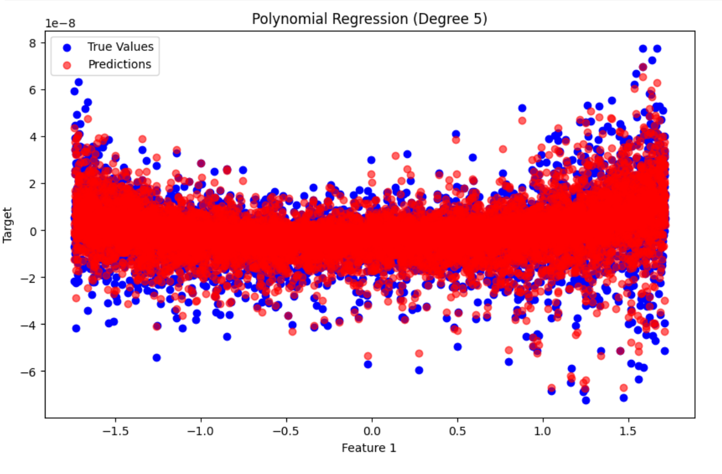 Polynomial Regression (Degree 5)
1e−8
True Values
Predictions
8
6
4
2
0
−2
−4
−6
Target
−1.5 −1.0 −0.5 0.0 0.5 1.0 1.5
Feature 1